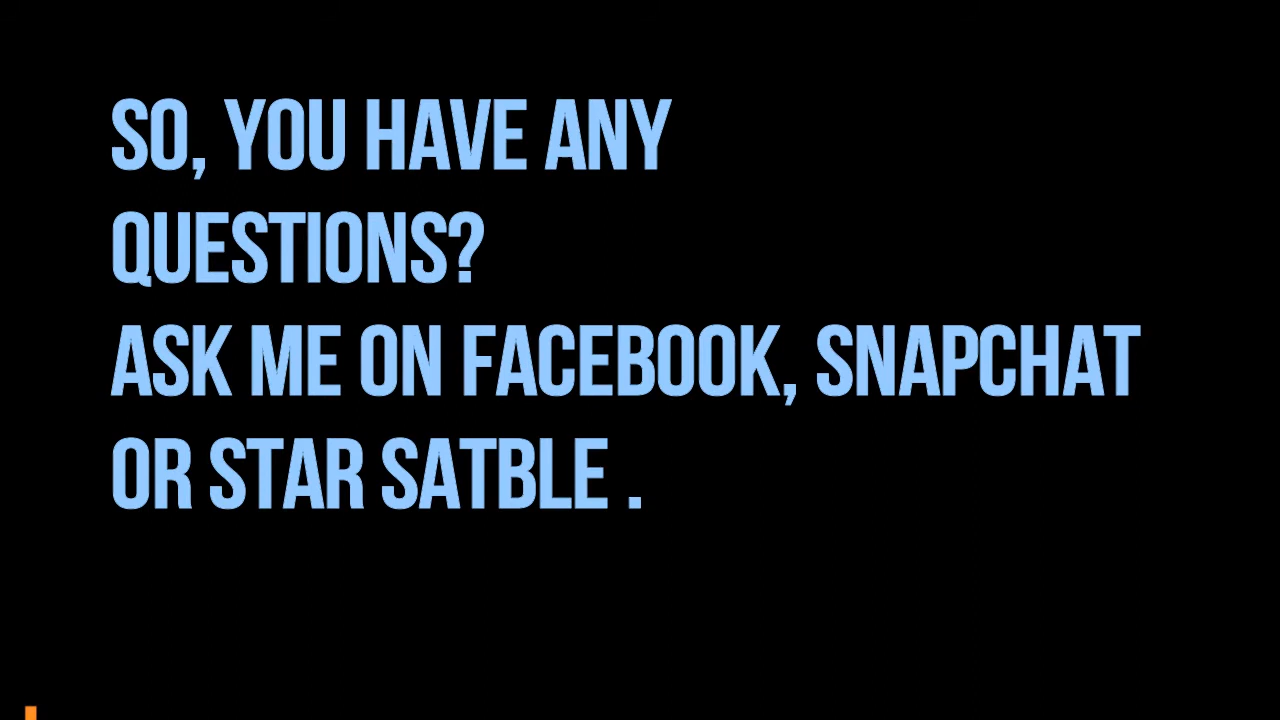 SO, YOU HAVE ANY
QUESTIONS?
ASK ME ON FACEBOOK, SNAPCHAT
OR STAR SATBLE .